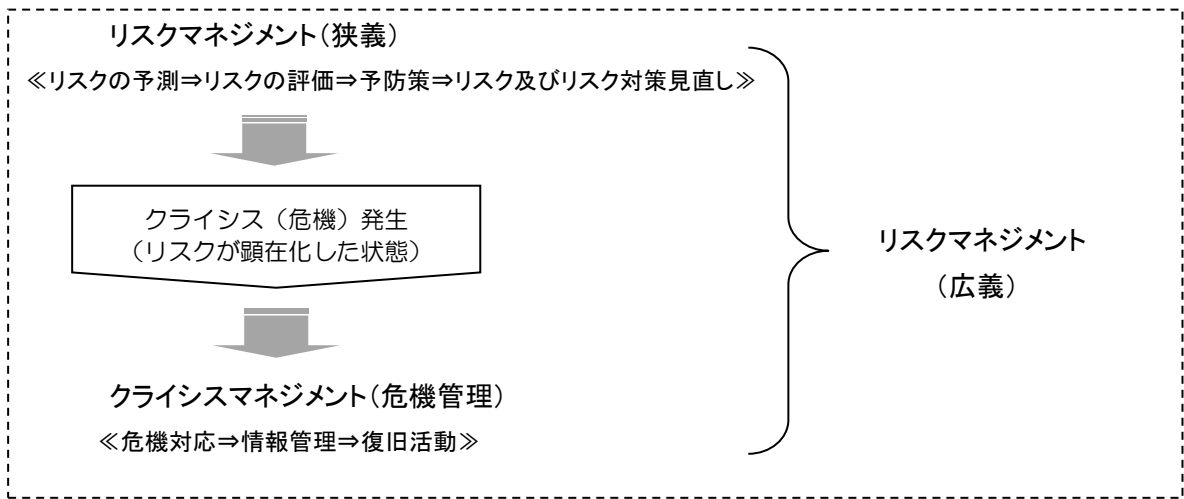 リスクマネジメント（狭義）
≪リスクの予測⇒リスクの評価⇒予防策⇒リスク及びリスク対策見直し≫
クライシス（危機）発生
（リスクが顕在化した状態）
クライシスマネジメント（危機管理）
≪危機対応⇒情報管理⇒復旧活動≫
リスクマネジメント
（広義）